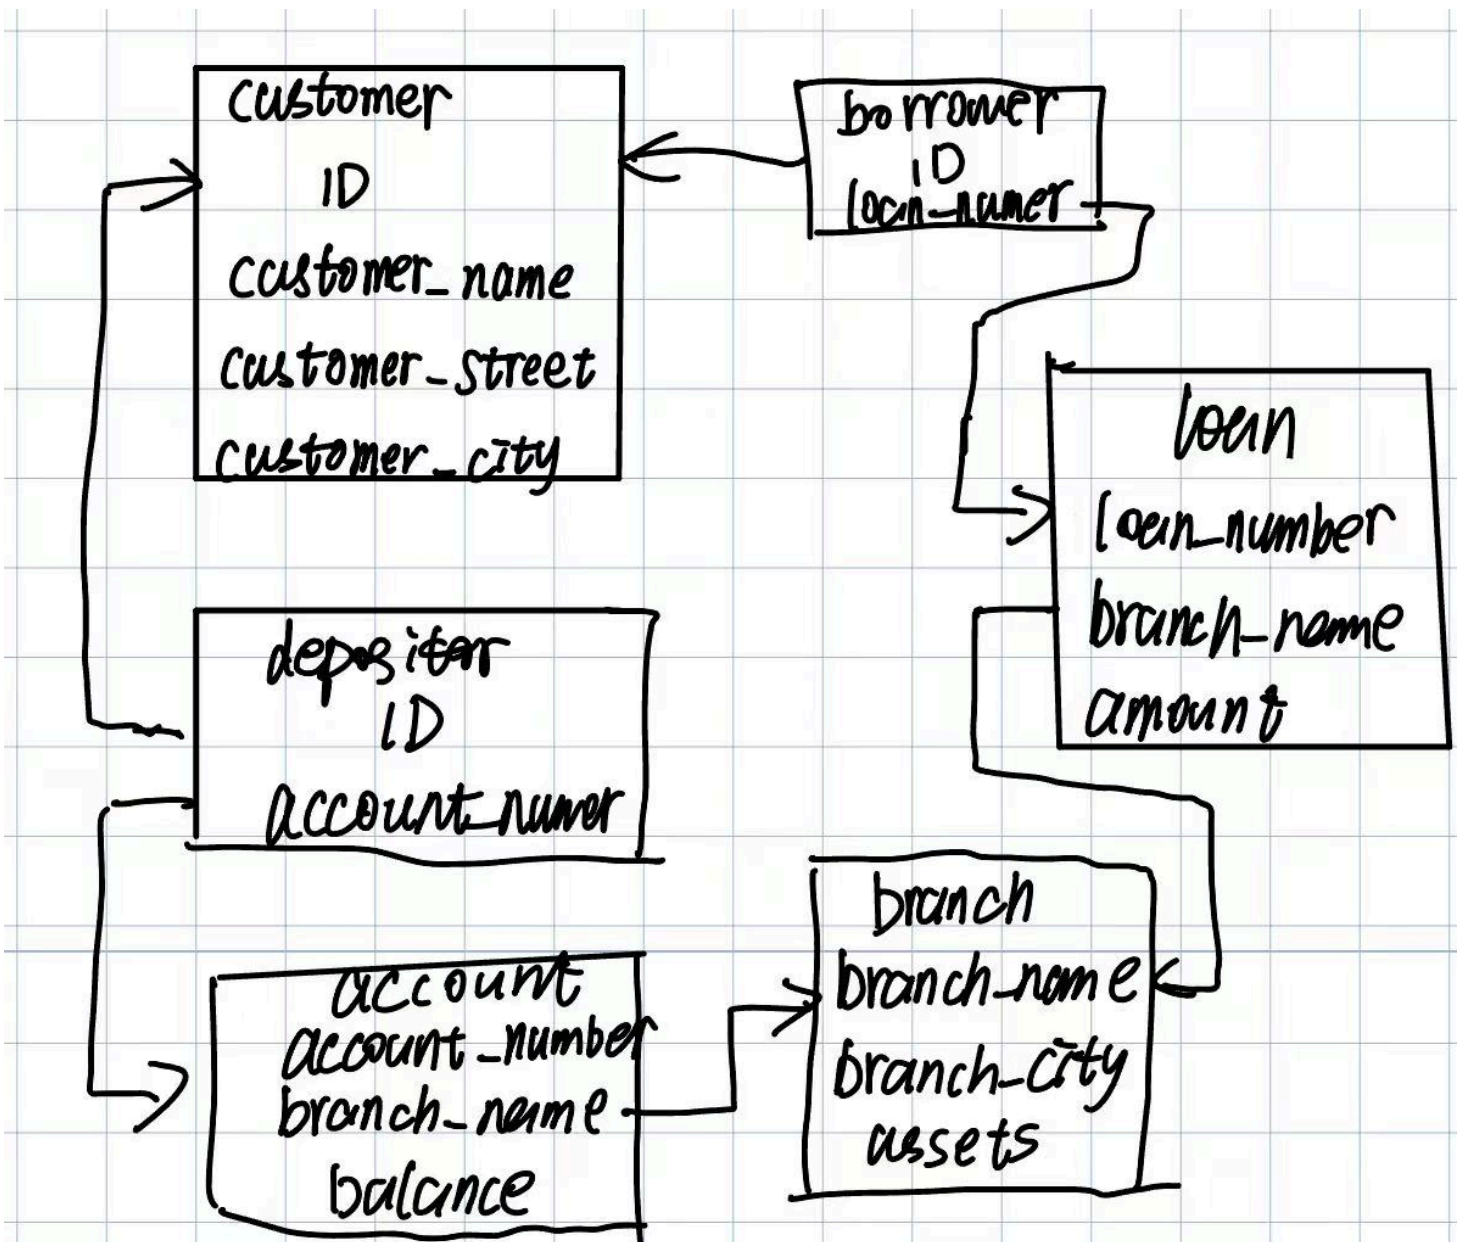 customer
ID
customer_name
customer_street
customer_city
borrower
ID
loan_numer
loan
loan_number
branch_name
amount
depositor
ID
account_numer
account
account_number
branch_name
balance
branch
branch_name
branch_city
assets